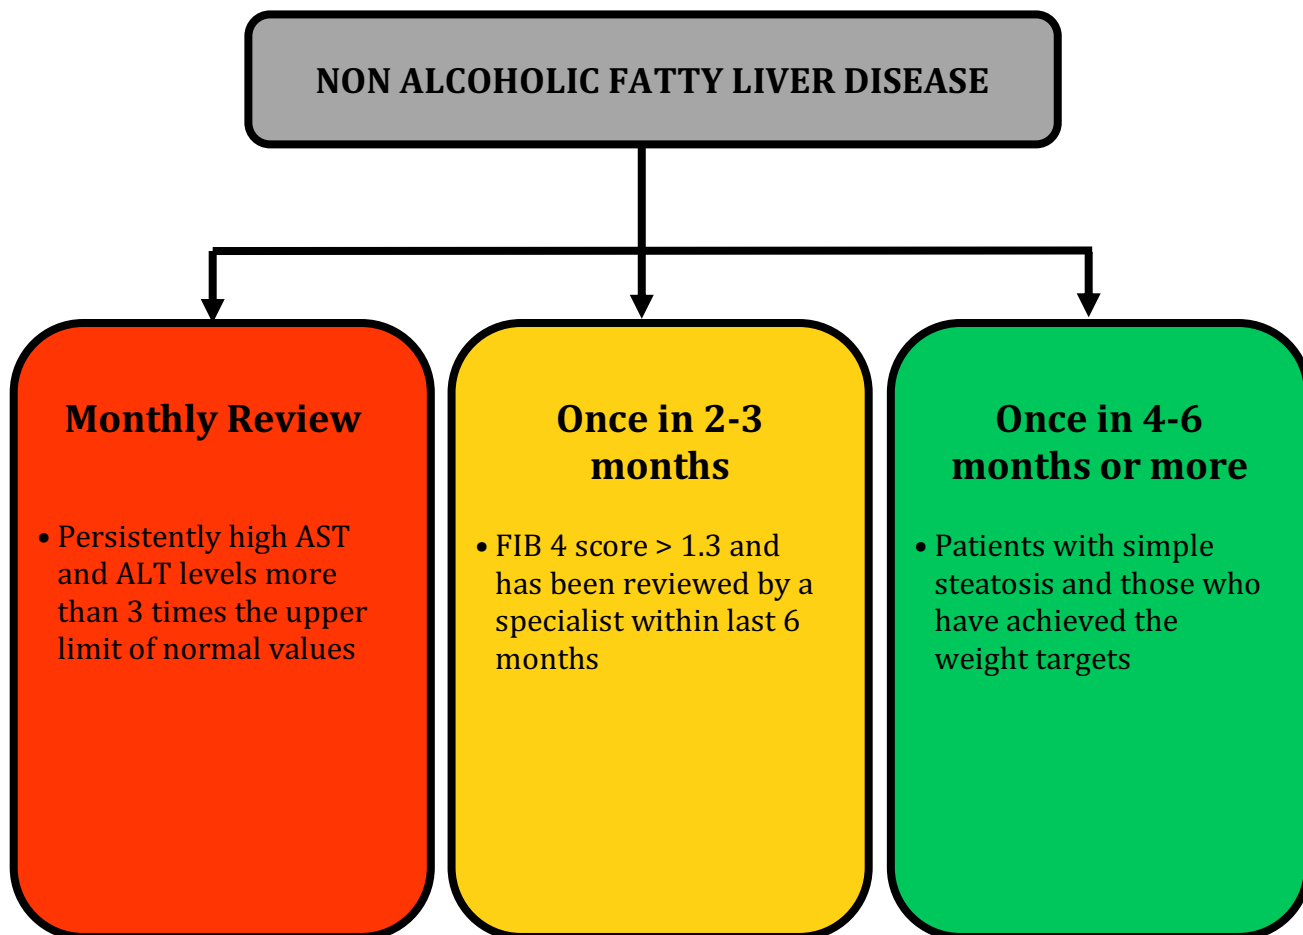 NON ALCOHOLIC FATTY LIVER DISEASE
Monthly Review
• Persistently high AST
and ALT levels more
than 3 times the upper
limit of normal values
Once in 2-3
months
• FIB 4 score > 1.3 and
has been reviewed by a
specialist within last 6
months
Once in 4-6
months or more
• Patients with simple
steatosis and those who
have achieved the
weight targets